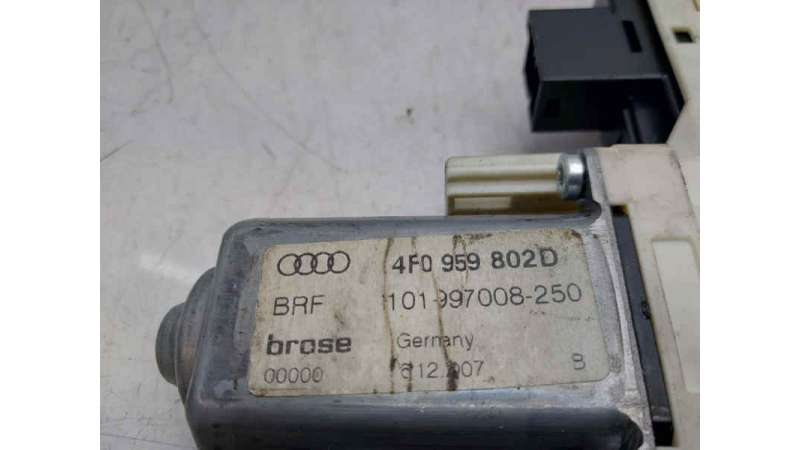 4F0 959 802D
BRF 101-997008-250
brose Germany
00000 B